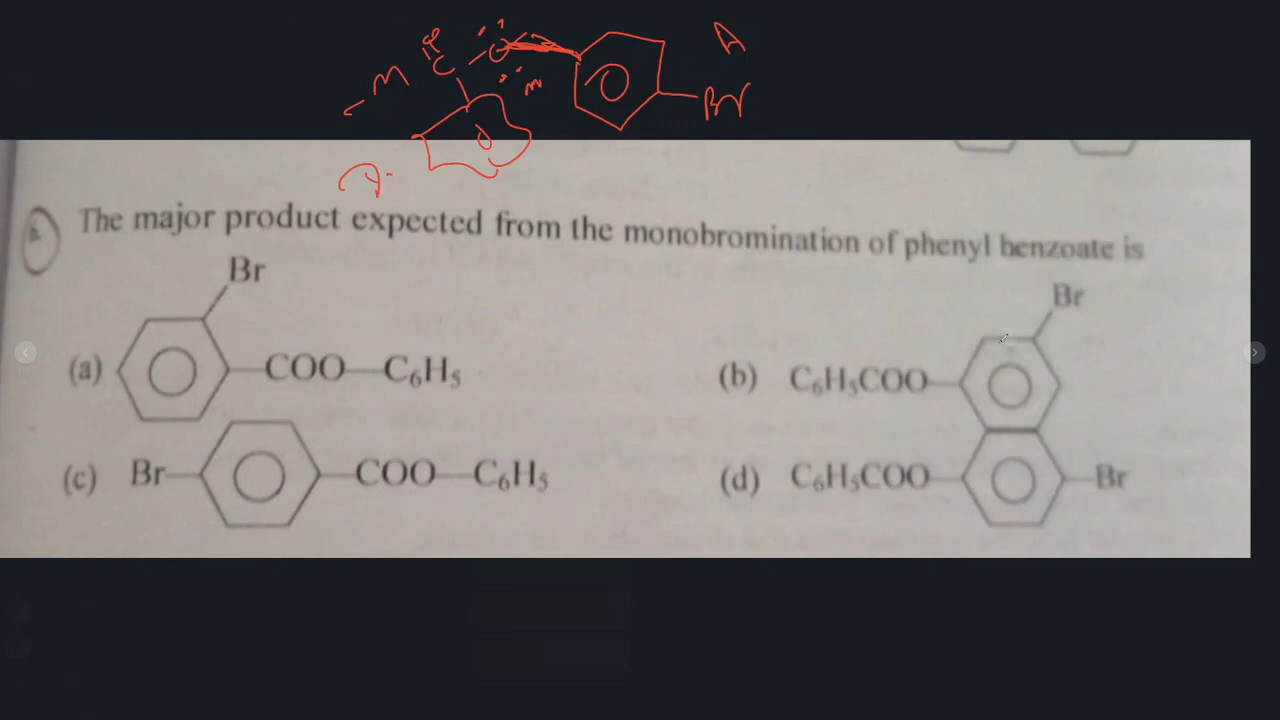 A
C - O
- M
Br
The major product expected from the monobromination of phenyl benzoate is
Br
(a) COO—C₆H₅
Br
(b) C₆H₅COO
(c) Br—COO—C₆H₅
(d) C₆H₅COO—Br